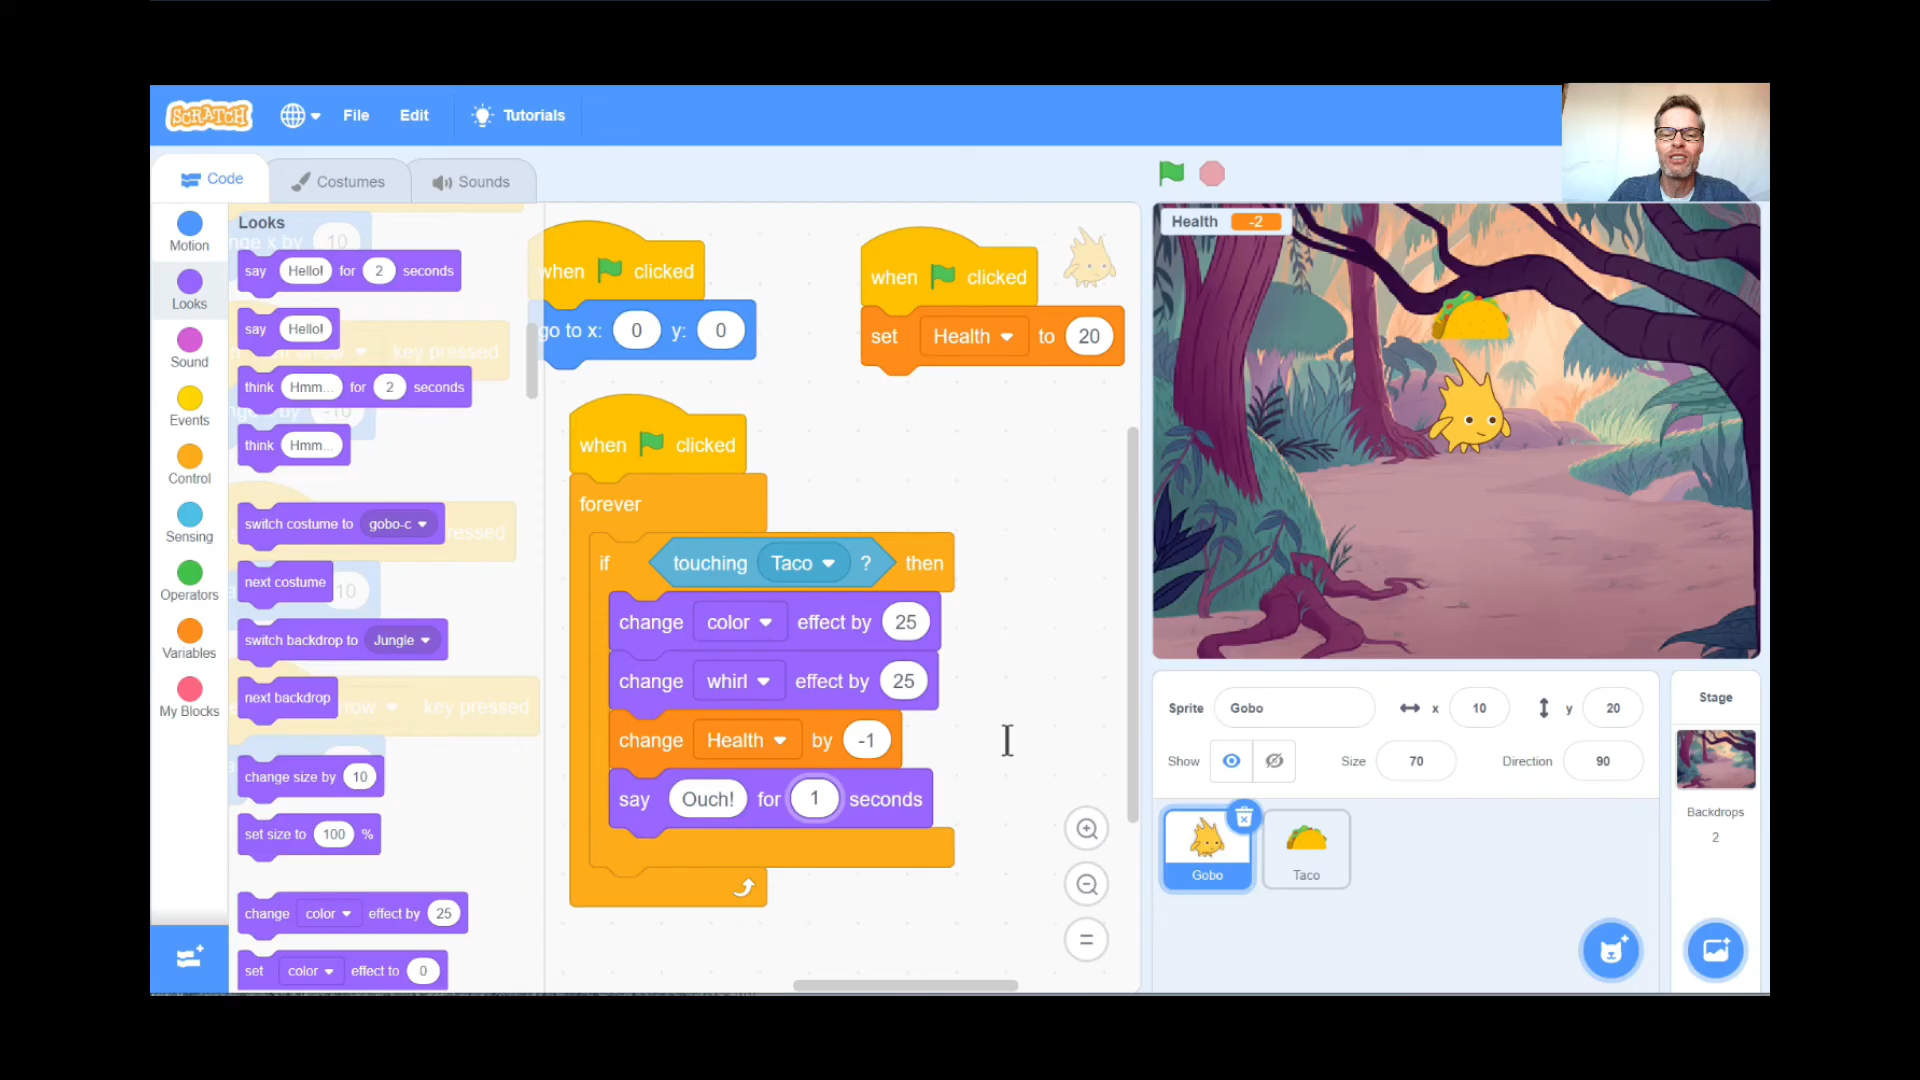 SCRATCH File Edit Tutorials
Code Costumes Sounds
Motion
Looks
Sound
Events
Control
Sensing
Operators
Variables
My Blocks
Looks
say Hello! for 2 seconds
say Hello!
think Hmm... for 2 seconds
think Hmm...
switch costume to gobo-c
next costume
switch backdrop to Jungle
next backdrop
change size by 10
set size to 100 %
change color effect by 25
set color effect to 0
key pressed
key pressed
when clicked
go to x: 0 y: 0
when clicked
set Health to 20
when clicked
forever
if touching Taco ? then
change color effect by 25
change whirl effect by 25
change Health by -1
say Ouch! for 1 seconds
Health -2
Sprite Gobo x 10 y 20
Show Size 70 Direction 90
Gobo
Taco
Stage
Backdrops
2